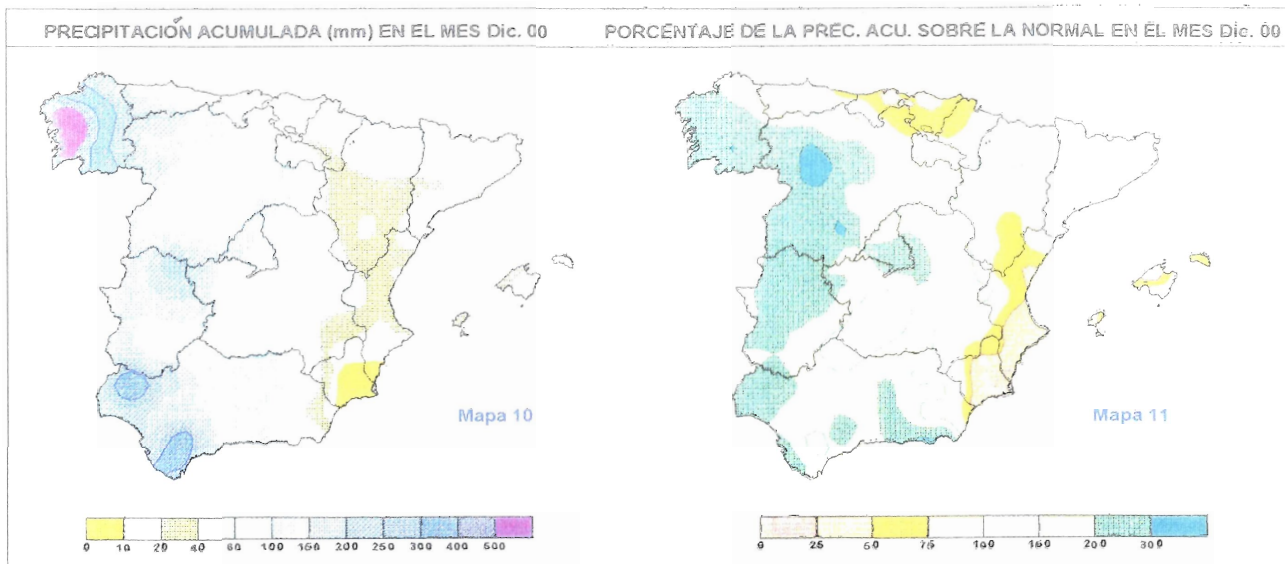 PRECIPITACIÓN ACUMULADA (mm) EN EL MES Dic. 00
PORCENTAJE DE LA PREC. ACU. SOBRE LA NORMAL EN EL MES Dic. 00
Mapa 10
Mapa 11
0 10 20 40 60 100 150 200 250 300 400 500
0 25 50 75 100 150 200 300